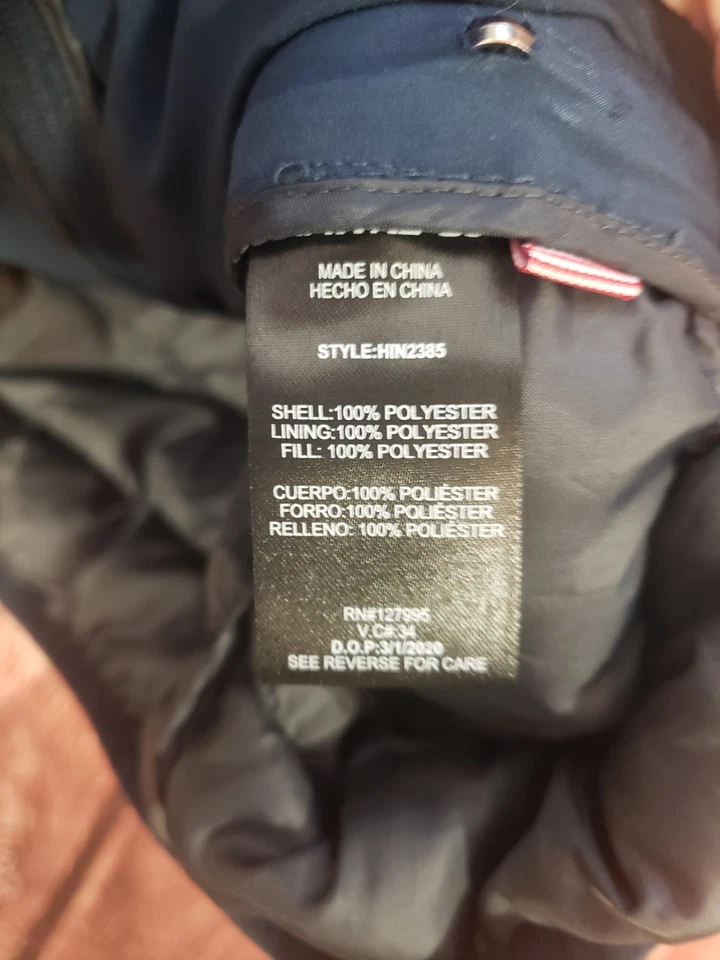 MADE IN CHINA
HECHO EN CHINA
STYLE:HIN2385
SHELL:100% POLYESTER
LINING:100% POLYESTER
FILL: 100% POLYESTER
CUERPO:100% POLIÉSTER
FORRO:100% POLIÉSTER
RELLENO: 100% POLIÉSTER
RN#127995
V.C#:34
D.O.P:3/1/2020
SEE REVERSE FOR CARE